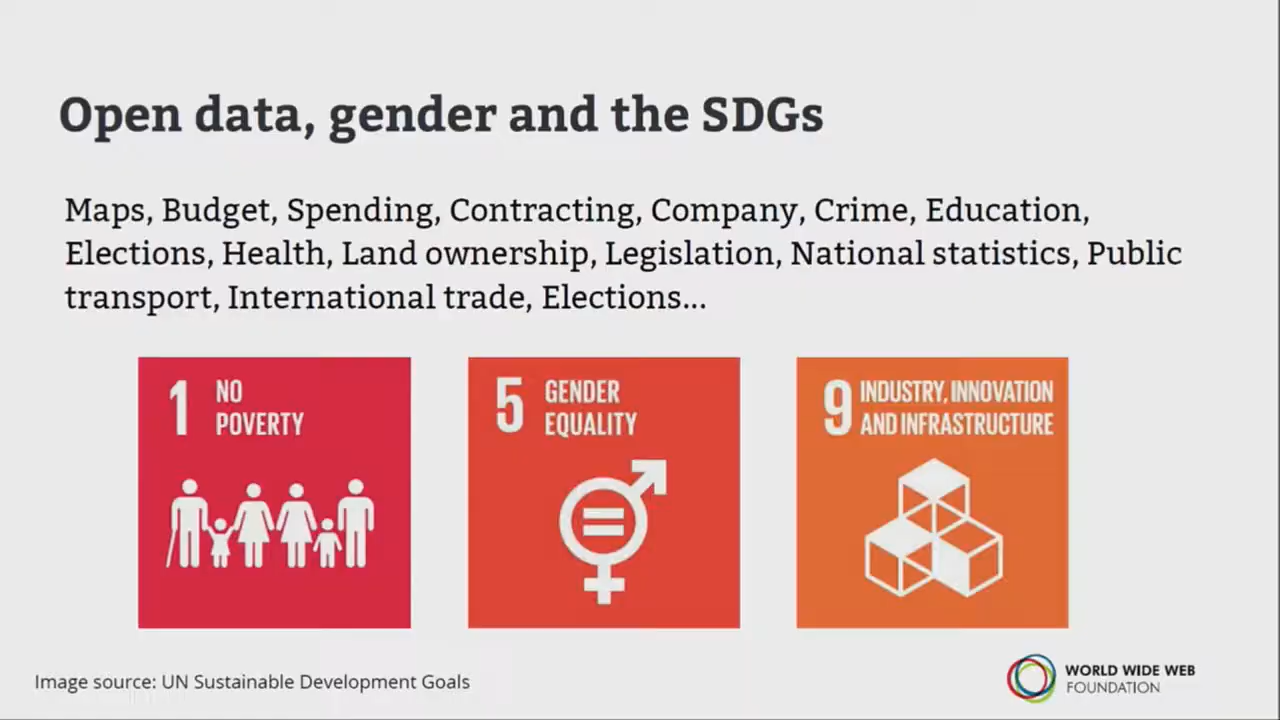 Open data, gender and the SDGs
Maps, Budget, Spending, Contracting, Company, Crime, Education,
Elections, Health, Land ownership, Legislation, National statistics, Public
transport, International trade, Elections...
1 NO
POVERTY
5 GENDER
EQUALITY
9 INDUSTRY, INNOVATION
AND INFRASTRUCTURE
Image source: UN Sustainable Development Goals
WORLD WIDE WEB
FOUNDATION